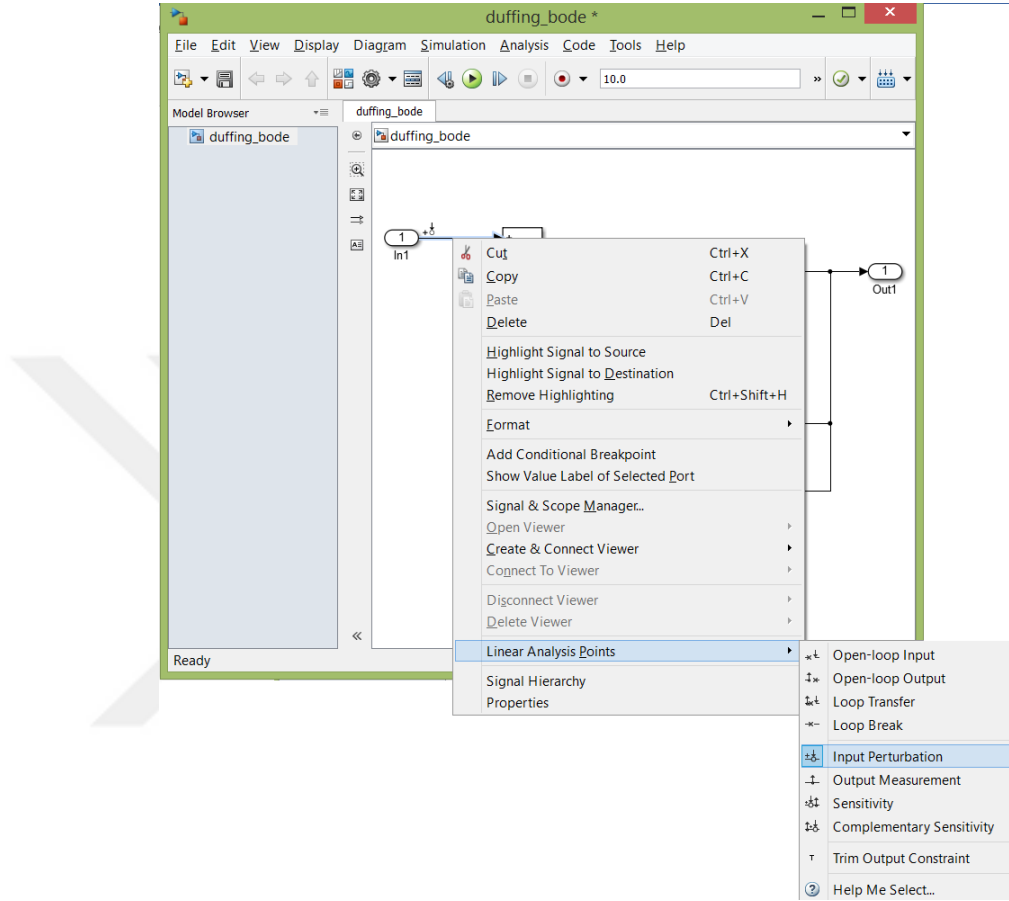 duffing_bode *
File Edit View Display Diagram Simulation Analysis Code Tools Help
10.0 »
Model Browser
duffing_bode
duffing_bode
duffing_bode
1
In1
1
Out1
Cut Ctrl+X
Copy Ctrl+C
Paste Ctrl+V
Delete Del
Highlight Signal to Source
Highlight Signal to Destination
Remove Highlighting Ctrl+Shift+H
Format
Add Conditional Breakpoint
Show Value Label of Selected Port
Signal & Scope Manager...
Open Viewer
Create & Connect Viewer
Connect To Viewer
Disconnect Viewer
Delete Viewer
Linear Analysis Points
Signal Hierarchy
Properties
Ready
Open-loop Input
Open-loop Output
Loop Transfer
Loop Break
Input Perturbation
Output Measurement
Sensitivity
Complementary Sensitivity
T Trim Output Constraint
? Help Me Select...